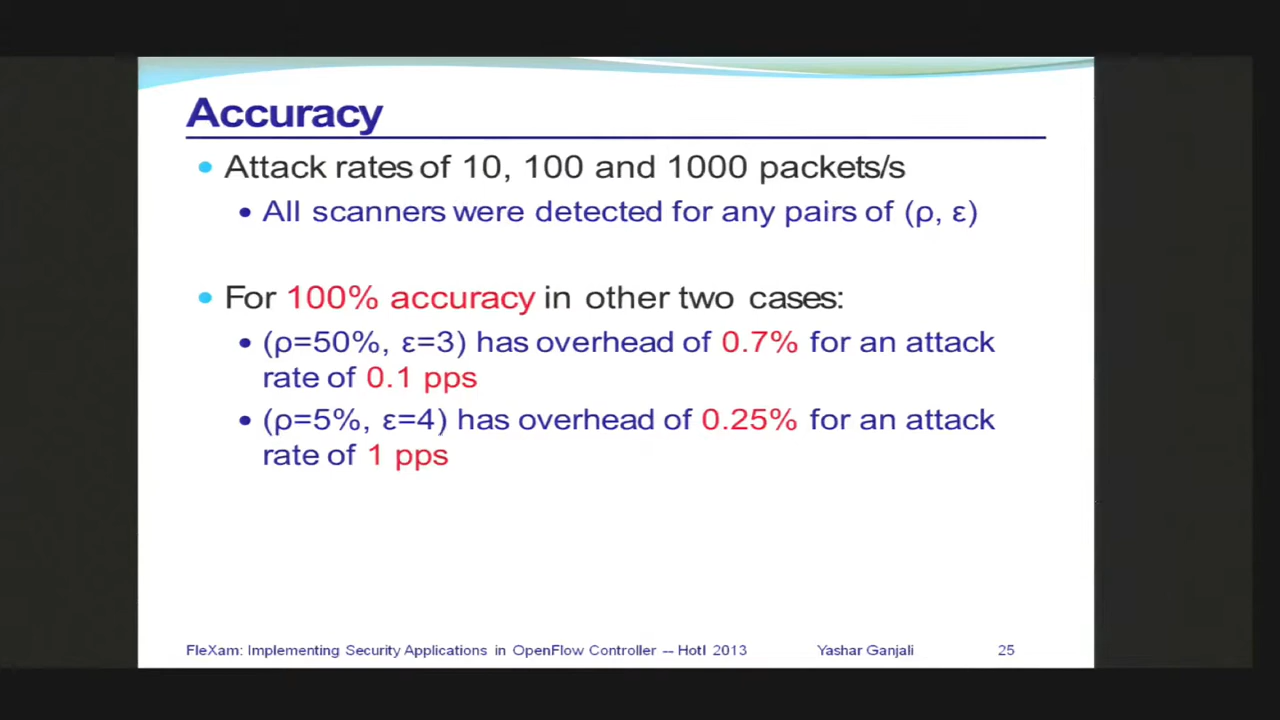 Accuracy
• Attack rates of 10, 100 and 1000 packets/s
• All scanners were detected for any pairs of (ρ, ε)
• For 100% accuracy in other two cases:
• (ρ=50%, ε=3) has overhead of 0.7% for an attack
rate of 0.1 pps
• (ρ=5%, ε=4) has overhead of 0.25% for an attack
rate of 1 pps
FleXam: Implementing Security Applications in OpenFlow Controller -- HotI 2013 Yashar Ganjali 25